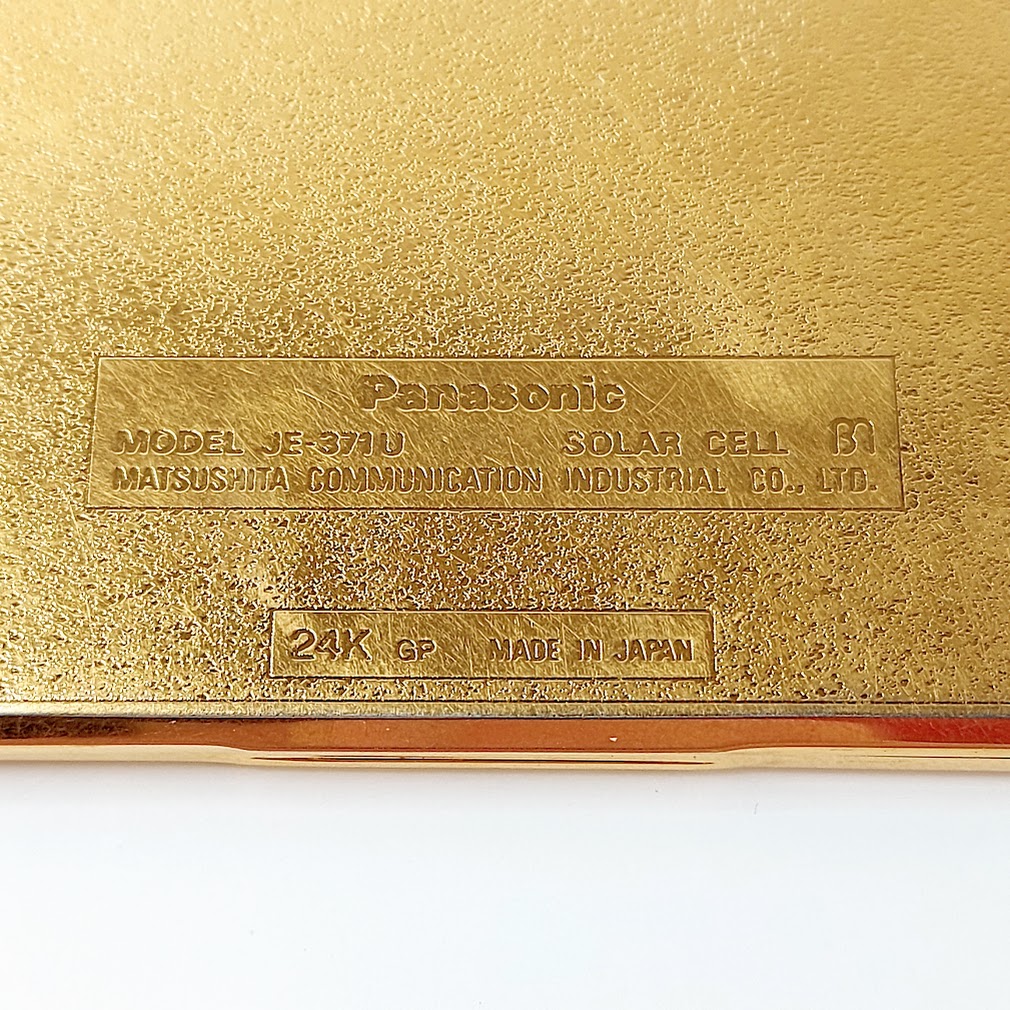 Panasonic
MODEL JE-371U SOLAR CELL
MATSUSHITA COMMUNICATION INDUSTRIAL CO., LTD.
24K GP MADE IN JAPAN